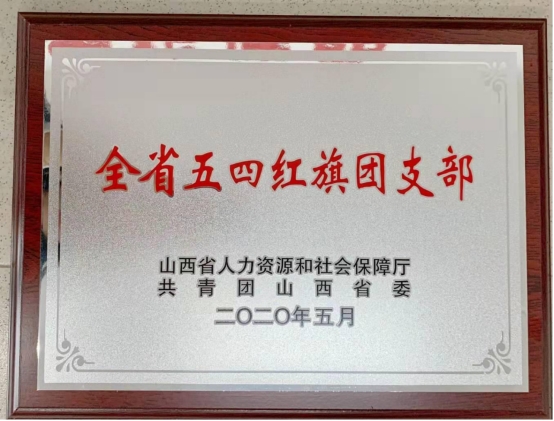 全省五四红旗团支部
山西省人力资源和社会保障厅
共青团山西省委
二〇二〇年五月